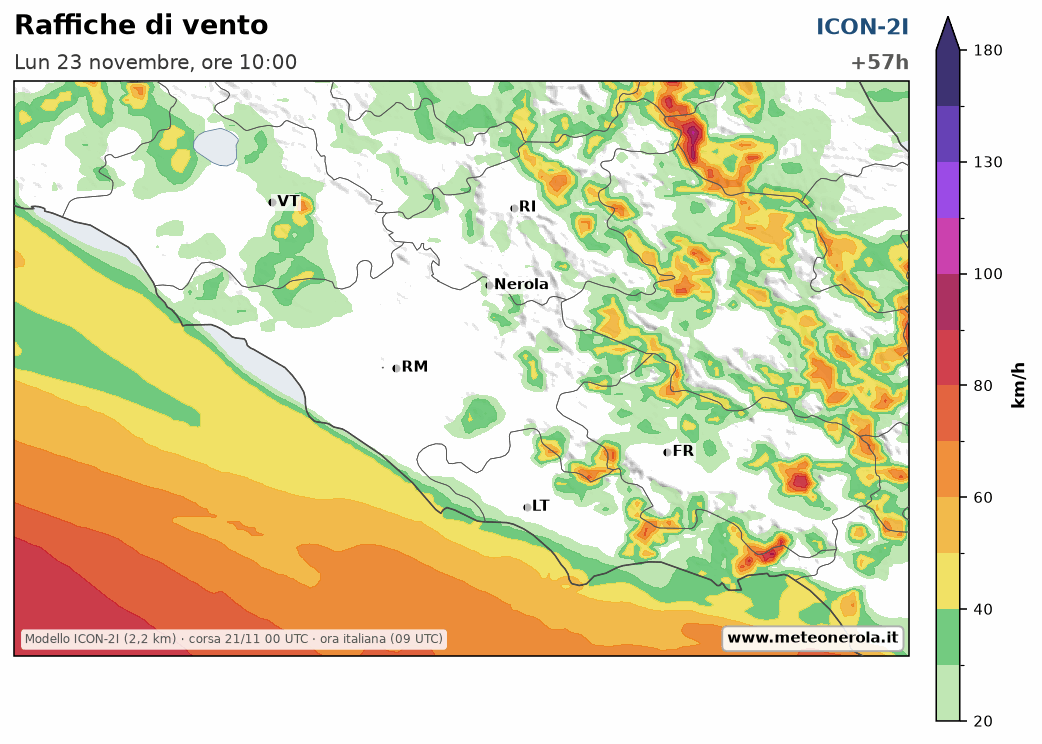 Raffiche di vento
ICON-2I
Lun 23 novembre, ore 10:00
+57h
180
130
100
80
60
40
20
km/h
VT
RI
Nerola
RM
FR
LT
Modello ICON-2I (2,2 km) · corsa 21/11 00 UTC · ora italiana (09 UTC)
www.meteonerola.it